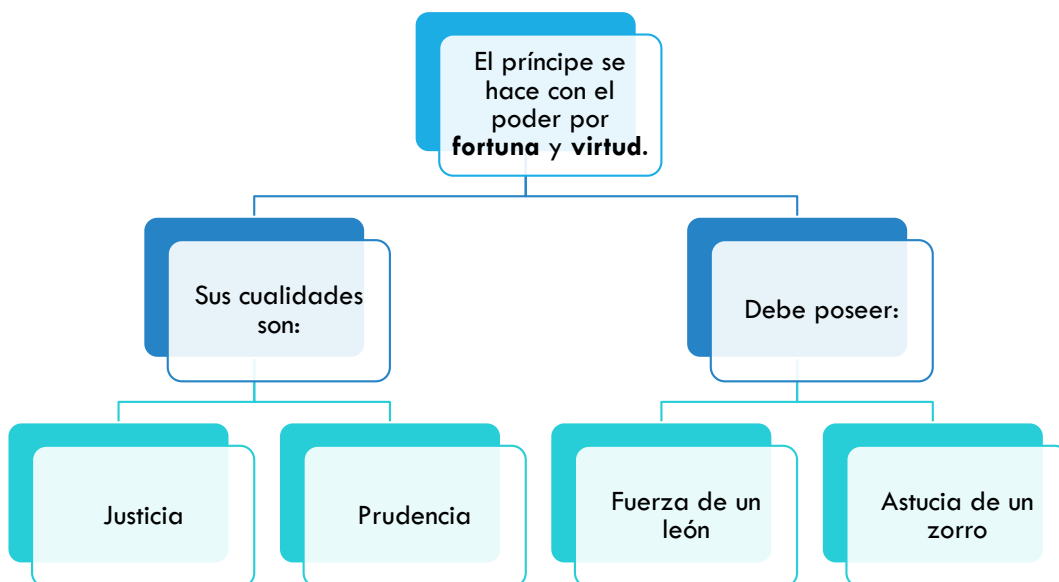 El príncipe se
hace con el
poder por
fortuna y virtud.
Sus cualidades
son:
Debe poseer:
Justicia
Prudencia
Fuerza de un
león
Astucia de un
zorro